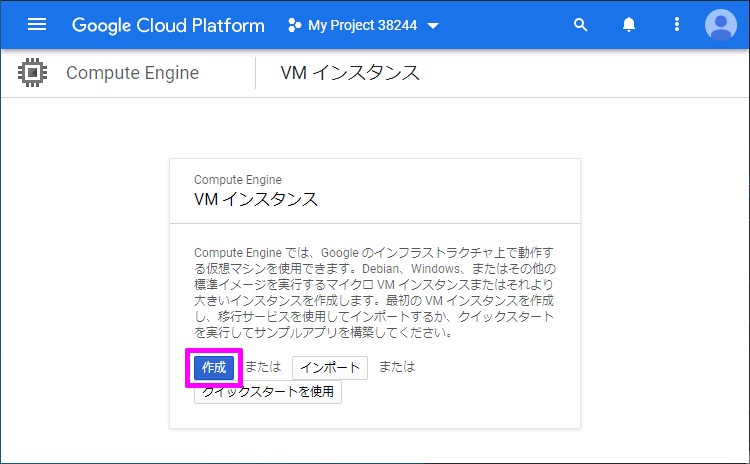 Google Cloud Platform My Project 38244
Compute Engine VM インスタンス
Compute Engine
VM インスタンス
Compute Engine では、Google のインフラストラクチャ上で動作す
る仮想マシンを使用できます。Debian、Windows、またはその他の
標準イメージを実行するマイクロ VM インスタンスまたはそれより
大きいインスタンスを作成します。最初の VM インスタンスを作成
し、移行サービスを使用してインポートするか、クイックスタート
を実行してサンプルアプリを構築してください。
作成 または インポート または
クイックスタートを使用